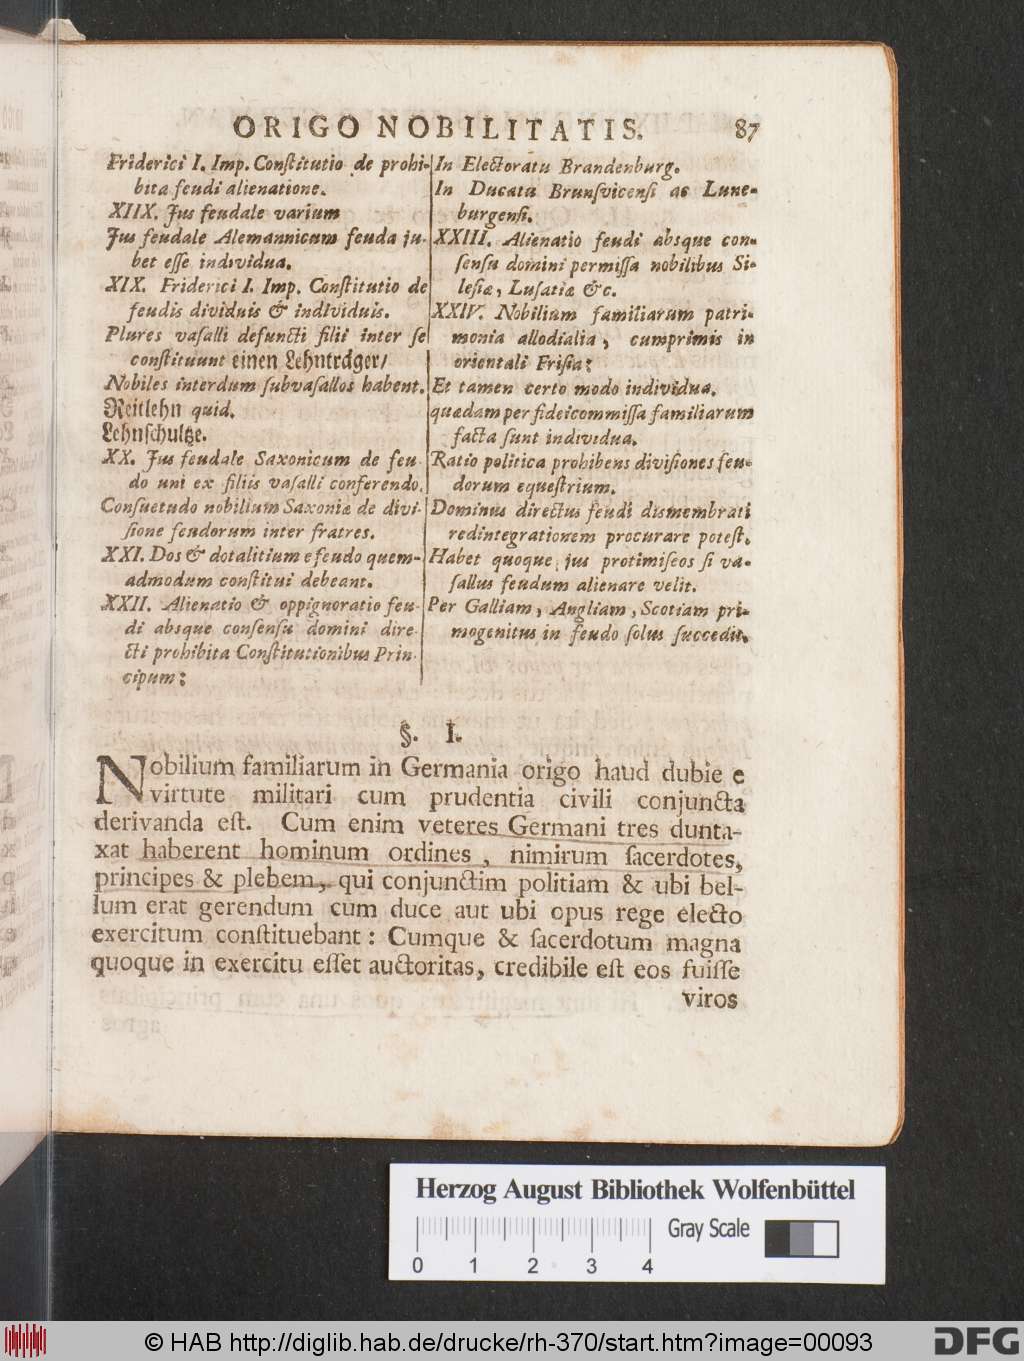 ORIGO NOBILITATIS. 87
Friderici I. Imp. Conſtitutio de prohi-
bita feudi alienatione.
XIIX. Jus feudale varium
Jus feudale Alemannicum feuda ju-
bet eſſe individua.
XIX. Friderici I. Imp. Conſtitutio de
feudis dividuis & individuis.
Plures vaſalli defuncti filii inter ſe
conſtituunt einen Lehnträger/
Nobiles interdum ſubvaſallos habent.
Reitlehn quid.
Lehnſchultze.
XX. Jus feudale Saxonicum de feu-
do uni ex filiis vaſalli conferendo.
Conſuetudo nobilium Saxoniæ de divi-
ſione feudorum inter fratres.
XXI. Dos & dotalitium e feudo quem-
admodum conſtitui debeant.
XXII. Alienatio & oppignoratio feu-
di absque conſenſu domini dire-
cti prohibita Conſtitutionibus Prin-
cipum:
In Electoratu Brandenburg.
In Ducatu Brunſvicenſi ac Lune-
burgenſi.
XXIII. Alienatio feudi absque con-
ſenſu domini permiſſa nobilibus Si-
leſiæ, Luſatiæ &c.
XXIV. Nobilium familiarum patri-
monia allodialia, cumprimis in
orientali Friſia:
Et tamen certo modo individua.
quædam per fideicommiſſa familiarum
facta ſunt individua.
Ratio politica prohibens diviſiones feu-
dorum equeſtrium.
Dominus directus feudi dismembrati
redintegrationem procurare poteſt.
Habet quoque jus protimiſeos ſi va-
ſallus feudum alienare velit.
Per Galliam, Angliam, Scotiam pri-
mogenitus in feudo ſolus ſuccedit.
§. I.
Nobilium familiarum in Germania origo haud dubie e
virtute militari cum prudentia civili conjuncta
derivanda eſt. Cum enim veteres Germani tres dunta-
xat haberent hominum ordines, nimirum ſacerdotes,
principes & plebem, qui conjunctim politiam & ubi bel-
lum erat gerendum cum duce aut ubi opus rege electo
exercitum conſtituebant: Cumque & ſacerdotum magna
quoque in exercitu eſſet auctoritas, credibile eſt eos fuiſſe
viros
Herzog August Bibliothek Wolfenbüttel
Gray Scale
0 1 2 3 4
© HAB http://diglib.hab.de/drucke/rh-370/start.htm?image=00093
DFG